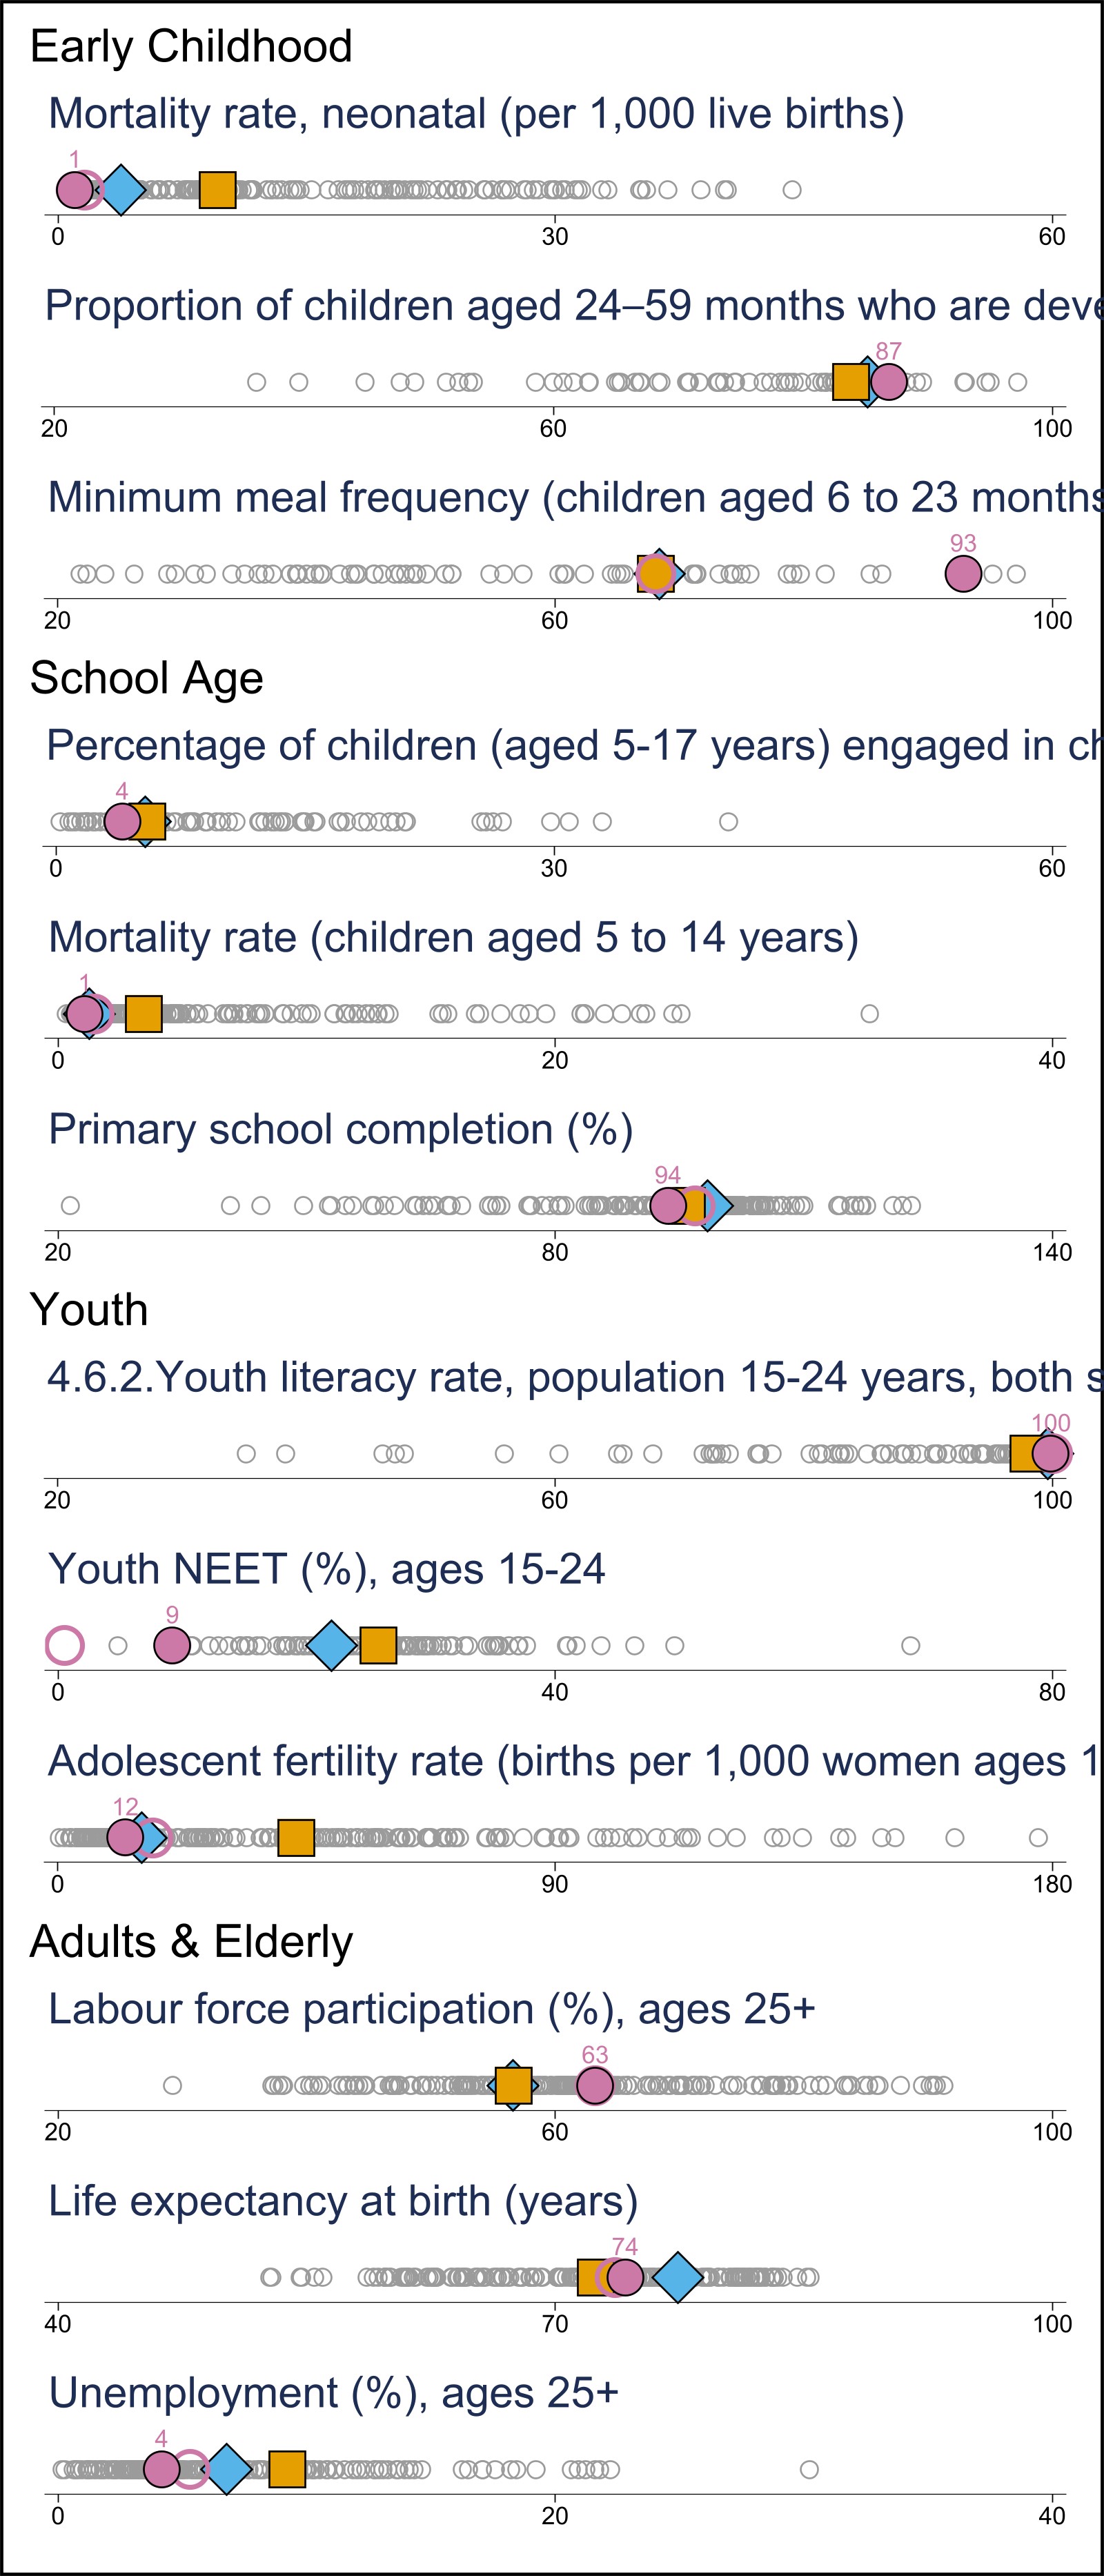 Early Childhood
Mortality rate, neonatal (per 1,000 live births)
1
0 30 60
Proportion of children aged 24–59 months who are deve
87
20 60 100
Minimum meal frequency (children aged 6 to 23 months
93
20 60 100
School Age
Percentage of children (aged 5-17 years) engaged in ch
4
0 30 60
Mortality rate (children aged 5 to 14 years)
1
0 20 40
Primary school completion (%)
94
20 80 140
Youth
4.6.2.Youth literacy rate, population 15-24 years, both s
100
20 60 100
Youth NEET (%), ages 15-24
9
0 40 80
Adolescent fertility rate (births per 1,000 women ages 1
12
0 90 180
Adults & Elderly
Labour force participation (%), ages 25+
63
20 60 100
Life expectancy at birth (years)
74
40 70 100
Unemployment (%), ages 25+
4
0 20 40